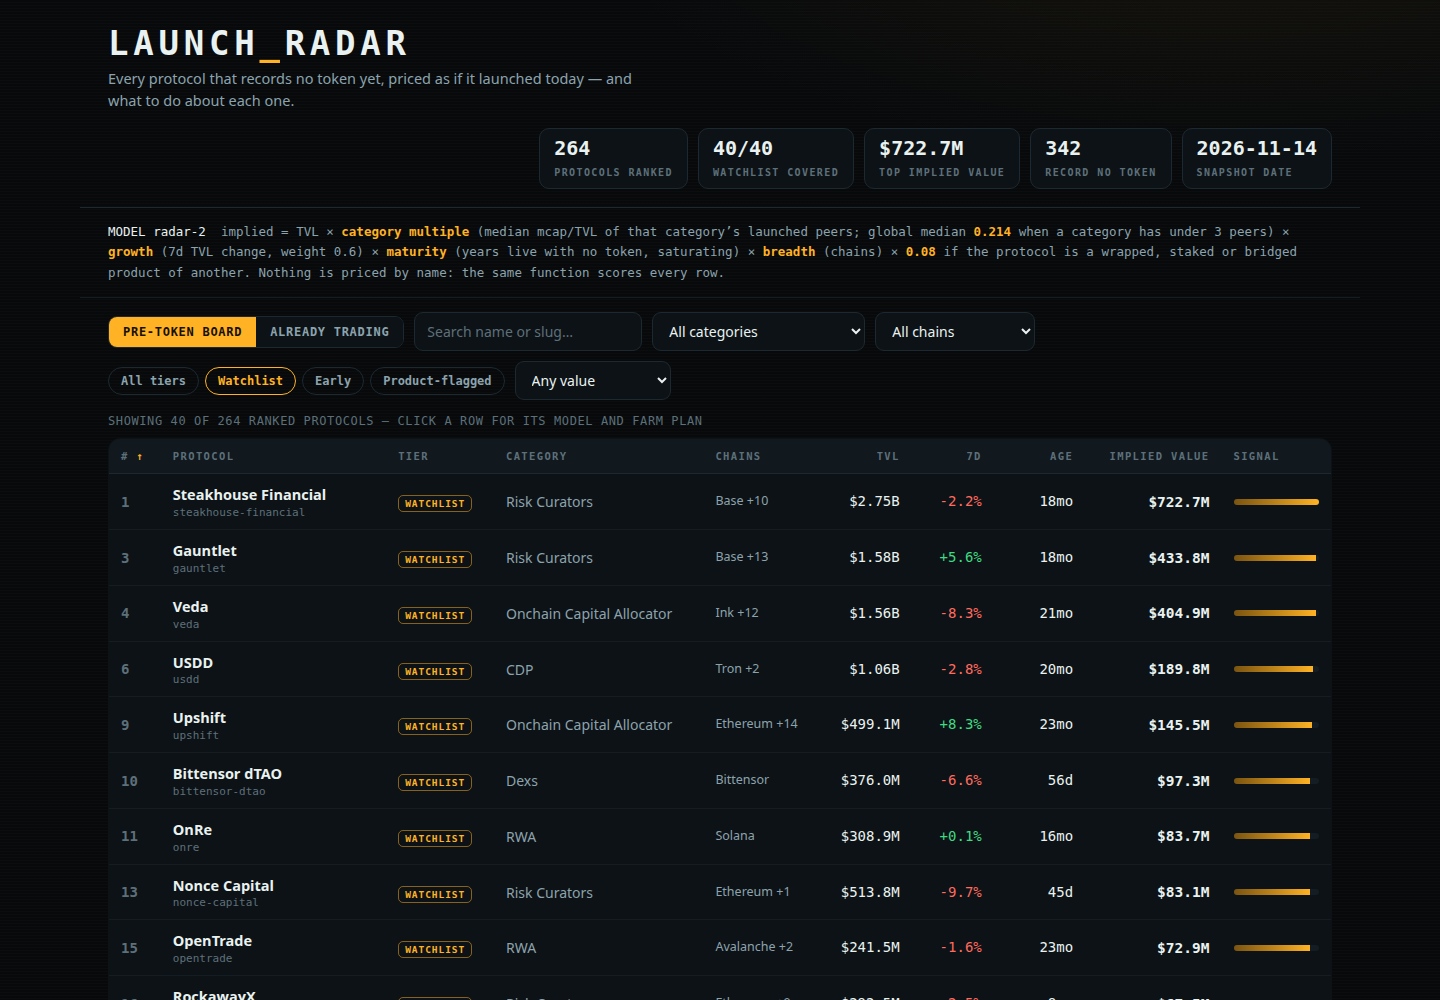 LAUNCH_RADAR
Every protocol that records no token yet, priced as if it launched today — and
what to do about each one.
264 40/40 $722.7M 342 2026-11-14
PROTOCOLS RANKED WATCHLIST COVERED TOP IMPLIED VALUE RECORD NO TOKEN SNAPSHOT DATE
MODEL radar-2 implied = TVL × category multiple (median mcap/TVL of that category’s launched peers; global median 0.214 when a category has under 3 peers) ×
growth (7d TVL change, weight 0.6) × maturity (years live with no token, saturating) × breadth (chains) × 0.08 if the protocol is a wrapped, staked or bridged
product of another. Nothing is priced by name: the same function scores every row.
PRE-TOKEN BOARD ALREADY TRADING Search name or slug… All categories All chains
All tiers Watchlist Early Product-flagged Any value
SHOWING 40 OF 264 RANKED PROTOCOLS — CLICK A ROW FOR ITS MODEL AND FARM PLAN
# ↑ PROTOCOL TIER CATEGORY CHAINS TVL 7D AGE IMPLIED VALUE SIGNAL
1 Steakhouse Financial WATCHLIST Risk Curators Base +10 $2.75B -2.2% 18mo $722.7M
steakhouse-financial
3 Gauntlet WATCHLIST Risk Curators Base +13 $1.58B +5.6% 18mo $433.8M
gauntlet
4 Veda WATCHLIST Onchain Capital Allocator Ink +12 $1.56B -8.3% 21mo $404.9M
veda
6 USDD WATCHLIST CDP Tron +2 $1.06B -2.8% 20mo $189.8M
usdd
9 Upshift WATCHLIST Onchain Capital Allocator Ethereum +14 $499.1M +8.3% 23mo $145.5M
upshift
10 Bittensor dTAO WATCHLIST Dexs Bittensor $376.0M -6.6% 56d $97.3M
bittensor-dtao
11 OnRe WATCHLIST RWA Solana $308.9M +0.1% 16mo $83.7M
onre
13 Nonce Capital WATCHLIST Risk Curators Ethereum +1 $513.8M -9.7% 45d $83.1M
nonce-capital
15 OpenTrade WATCHLIST RWA Avalanche +2 $241.5M -1.6% 23mo $72.9M
opentrade
RockawayX